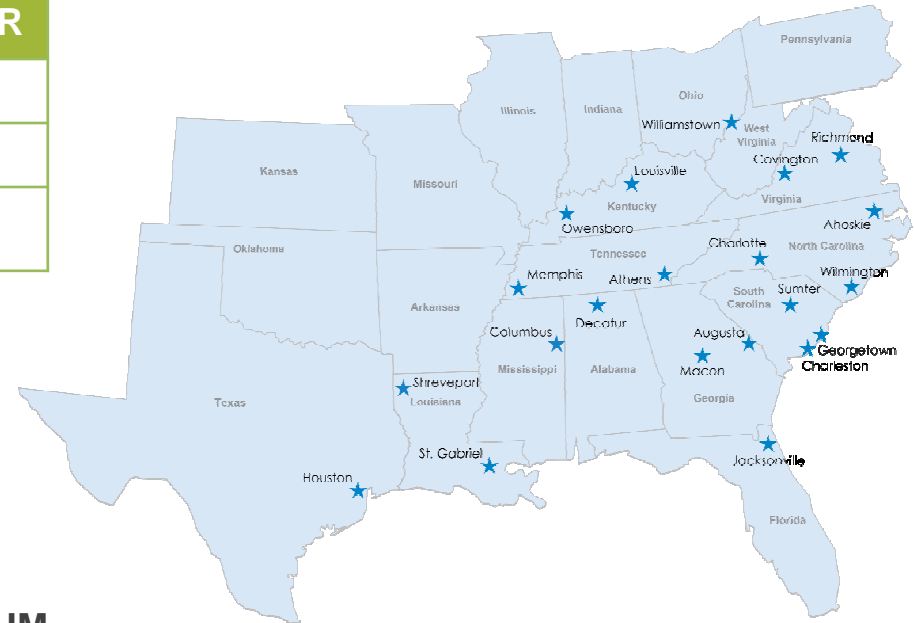 R
Pennsylvania
Illinois
Indiana
Ohio
Williamstown
West
Virginia
Richmond
Covington
Kansas
Missouri
Louisville
Kentucky
Virginia
Owensboro
Ahoskie
Oklahoma
Tennessee
Charlotte
North Carolina
Memphis
Athens
Wilmington
South
Carolina
Sumter
Arkansas
Decatur
Columbus
Augusta
Georgetown
Charleston
Macon
Mississippi
Alabama
Shreveport
Louisiana
Texas
Georgia
St. Gabriel
Jacksonville
Houston
Florida
IM